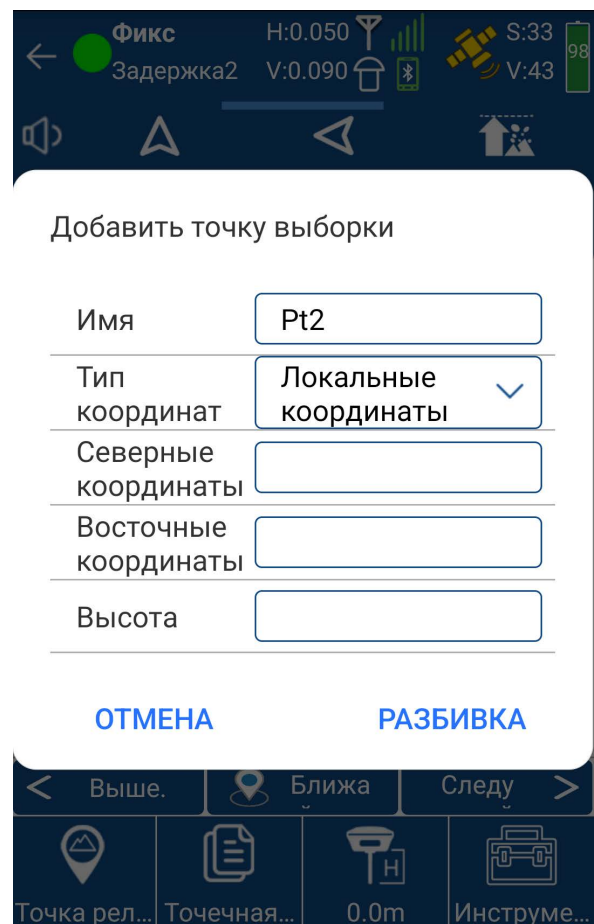 Фикс
H:0.050
S:33
98
Задержка2
V:0.090
V:43
Добавить точку выборки
Имя
Pt2
Тип
координат
Локальные
координаты
Северные
координаты
Восточные
координаты
Высота
ОТМЕНА
РАЗБИВКА
Выше.
Ближа
Следу
H
Точка рел...
Точечная...
0.0m
Инструме...